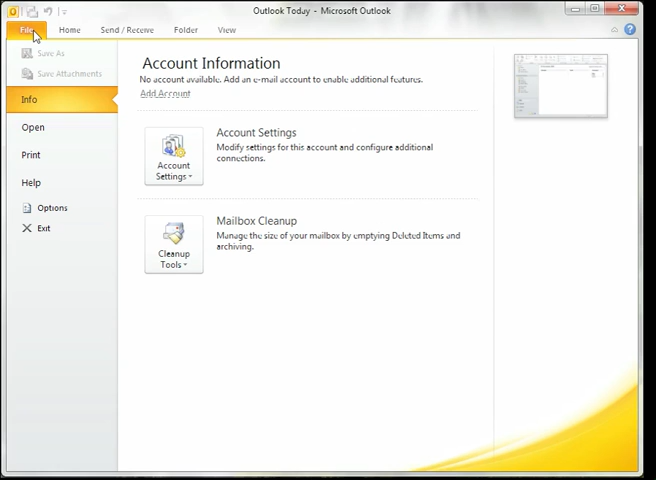 Outlook Today - Microsoft Outlook
File Home Send / Receive Folder View
Save As
Save Attachments
Info
Open
Print
Help
Options
Exit
Account Information
No account available. Add an e-mail account to enable additional features.
Add Account
Account Settings
Account Settings
Modify settings for this account and configure additional
connections.
Cleanup Tools
Mailbox Cleanup
Manage the size of your mailbox by emptying Deleted Items and
archiving.